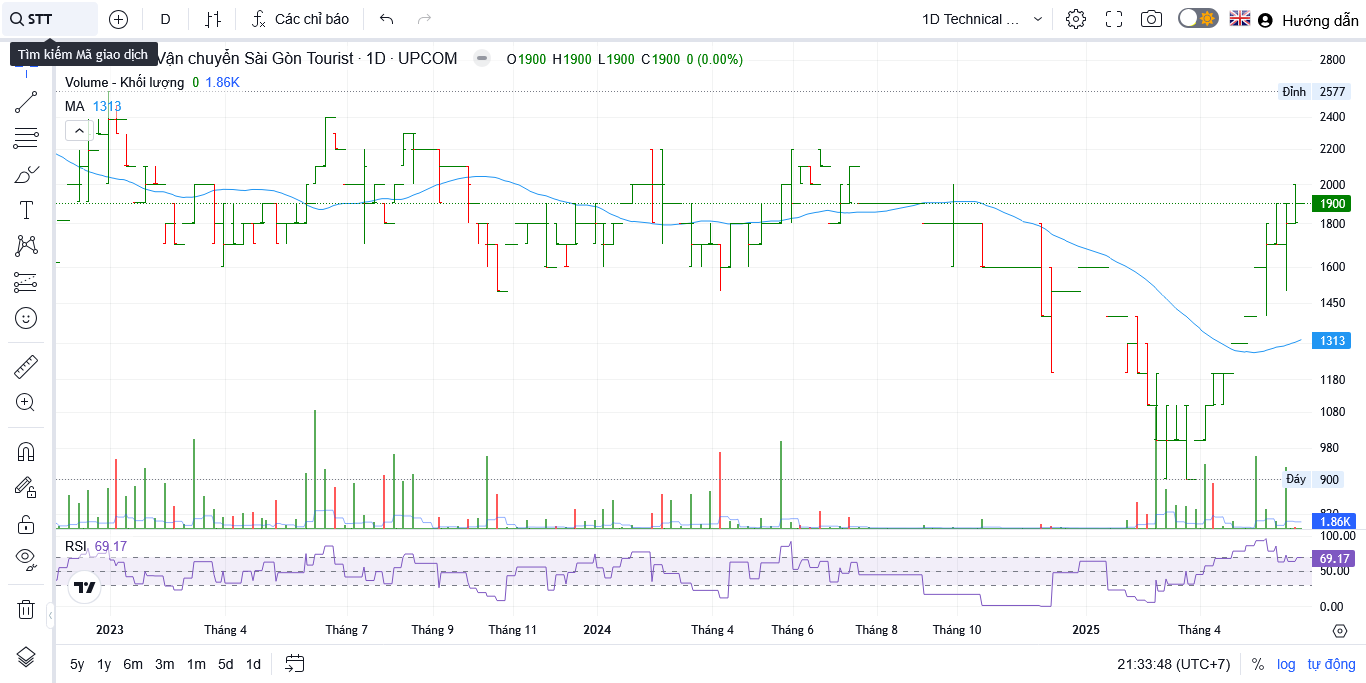 STT
D
Các chỉ báo
1D Technical ...
Hướng dẫn
Tìm kiếm Mã giao dịch
Vận chuyển Sài Gòn Tourist · 1D · UPCOM
O1900 H1900 L1900 C1900 0 (0.00%)
Volume - Khối lượng 0 1.86K
MA 1313
2800
Đỉnh 2577
2400
2200
2000
1900
1800
1600
1450
1313
1180
1080
980
Đáy 900
820
1.86K
RSI 69.17
100.00
69.17
50.00
0.00
2023 Tháng 4 Tháng 7 Tháng 9 Tháng 11 2024 Tháng 4 Tháng 6 Tháng 8 Tháng 10 2025 Tháng 4
5y 1y 6m 3m 1m 5d 1d
21:33:48 (UTC+7) % log tự động